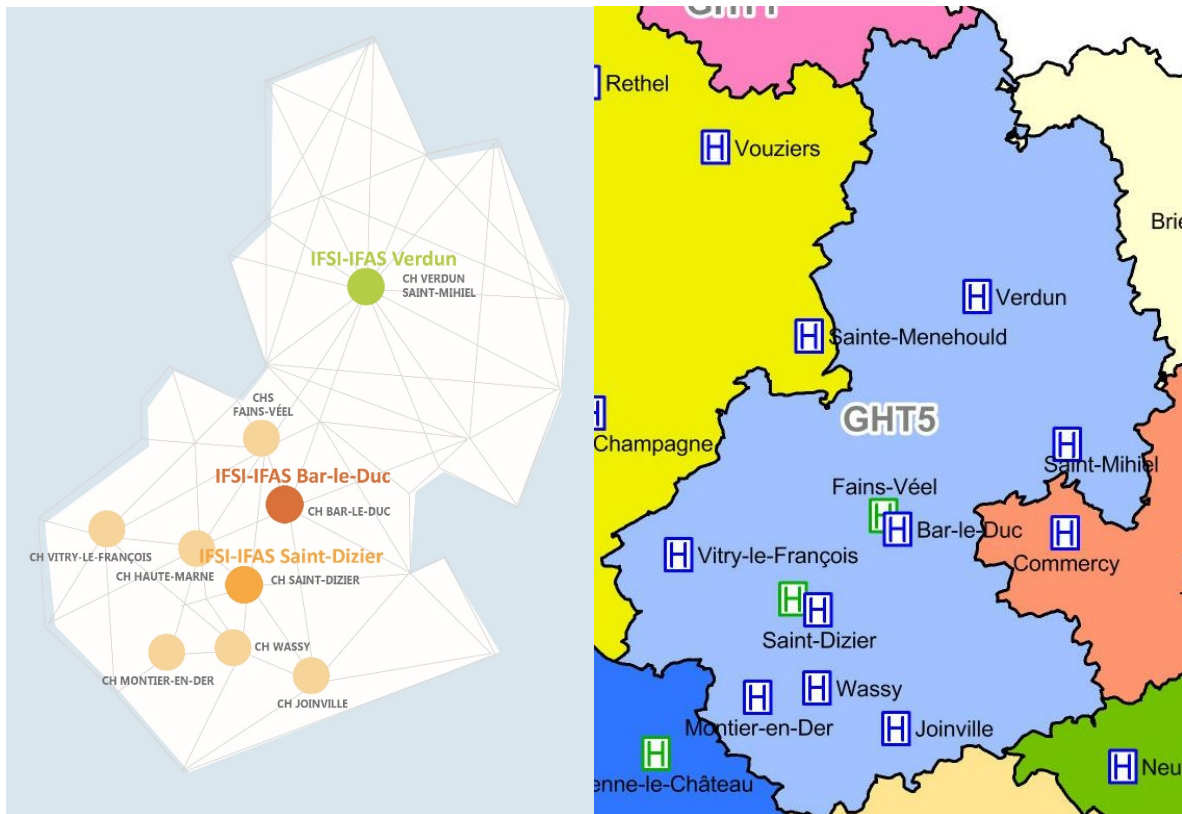 IFSI-IFAS Verdun
CH VERDUN
SAINT-MIHIEL
CHS
FAINS-VÉEL
IFSI-IFAS Bar-le-Duc
CH BAR-LE-DUC
CH VITRY-LE-FRANÇOIS
IFSI-IFAS Saint-Dizier
CH HAUTE-MARNE
CH SAINT-DIZIER
CH WASSY
CH MONTIER-EN-DER
CH JOINVILLE
H Rethel
H Vouziers
H Verdun
Brie
H Sainte-Menehould
GHT5
H
Champagne
H
Saint-Mihiel
Fains-Véel
H
H Bar-le-Duc
H Vitry-le-François
H
Commercy
H H
Saint-Dizier
H Wassy
H
Montier-en-Der
H Joinville
H
enne-le-Château
H Neu